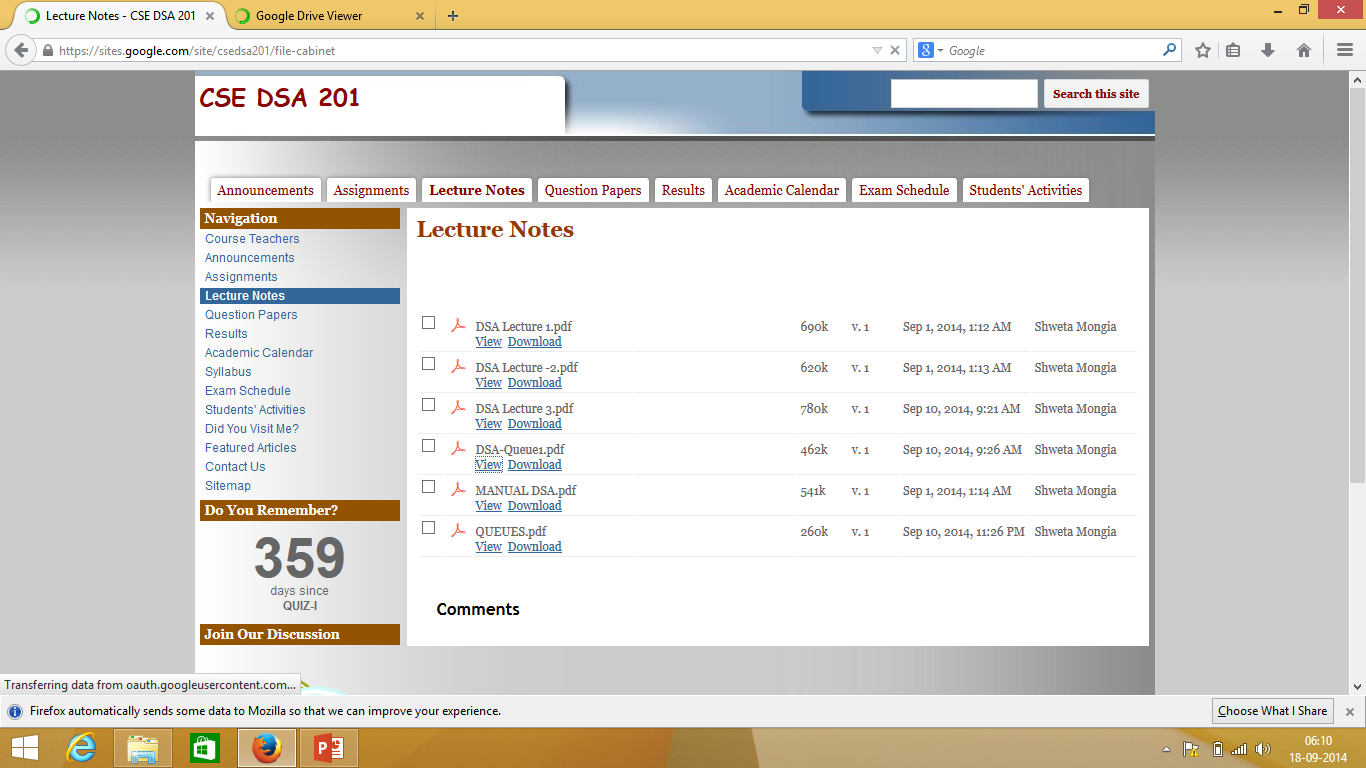 Lecture Notes - CSE DSA 201
Google Drive Viewer
https://sites.google.com/site/csedsa201/file-cabinet
Google
CSE DSA 201
Search this site
Announcements Assignments Lecture Notes Question Papers Results Academic Calendar Exam Schedule Students' Activities
Navigation
Course Teachers
Announcements
Assignments
Lecture Notes
Question Papers
Results
Academic Calendar
Syllabus
Exam Schedule
Students' Activities
Did You Visit Me?
Featured Articles
Contact Us
Sitemap
Do You Remember?
359
days since
QUIZ-I
Join Our Discussion
Lecture Notes
DSA Lecture 1.pdf 690k v. 1 Sep 1, 2014, 1:12 AM Shweta Mongia
View Download
DSA Lecture -2.pdf 620k v. 1 Sep 1, 2014, 1:13 AM Shweta Mongia
View Download
DSA Lecture 3.pdf 780k v. 1 Sep 10, 2014, 9:21 AM Shweta Mongia
View Download
DSA-Queue1.pdf 462k v. 1 Sep 10, 2014, 9:26 AM Shweta Mongia
View Download
MANUAL DSA.pdf 541k v. 1 Sep 1, 2014, 1:14 AM Shweta Mongia
View Download
QUEUES.pdf 260k v. 1 Sep 10, 2014, 11:26 PM Shweta Mongia
View Download
Comments
Transferring data from oauth.googleusercontent.com...
Firefox automatically sends some data to Mozilla so that we can improve your experience.
Choose What I Share
06:10
18-09-2014